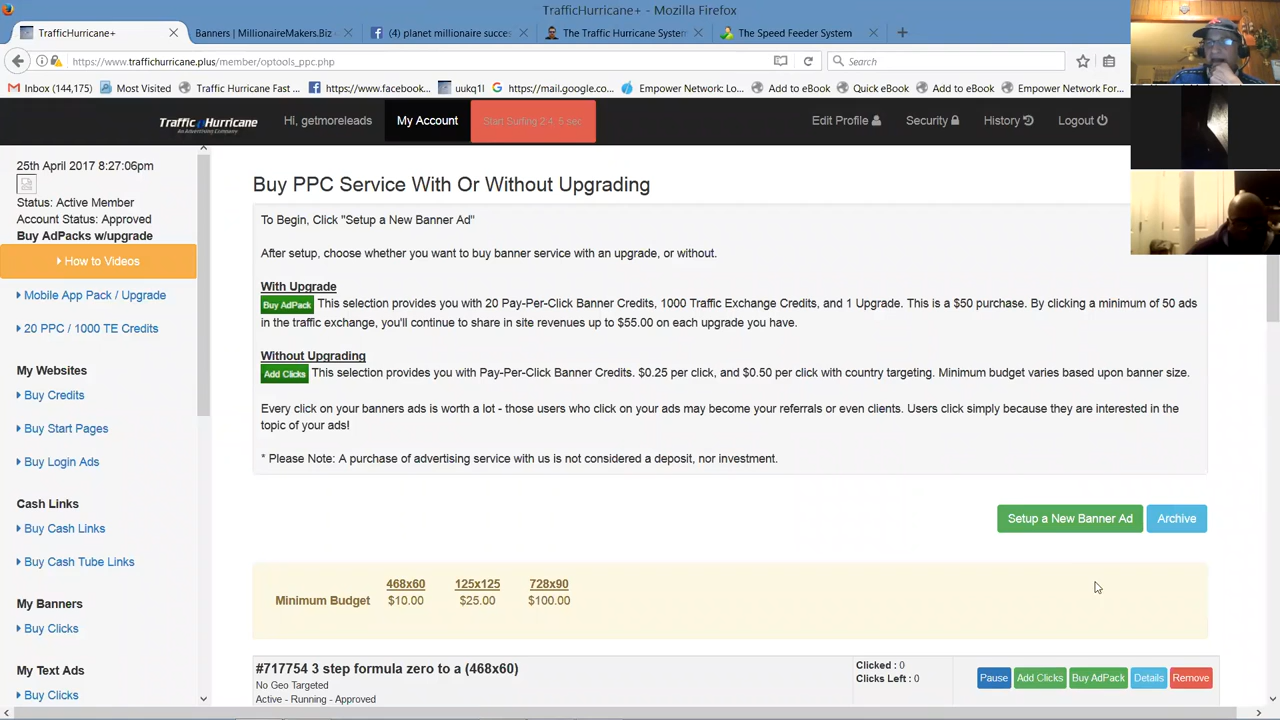 TrafficHurricane+ - Mozilla Firefox
TrafficHurricane+ × Banners | MillionaireMakers.Biz × (4) planet millionaire succes × The Traffic Hurricane System × The Speed Feeder System × +
https://www.traffichurricane.plus/member/optools_ppc.php Search
Inbox (144,175) Most Visited Traffic Hurricane Fast ... https://www.facebook... uukq1l https://mail.google.co... Empower Network: Lo... Add to eBook Quick eBook Add to eBook Empower Network For...
Traffic Hurricane Hi, getmoreleads My Account Start Surfing 2:4, 6 sec Edit Profile Security History Logout
An Advertising Company
25th April 2017 8:27:06pm
Status: Active Member
Account Status: Approved
Buy AdPacks w/upgrade
How to Videos
Mobile App Pack / Upgrade
20 PPC / 1000 TE Credits
My Websites
Buy Credits
Buy Start Pages
Buy Login Ads
Cash Links
Buy Cash Links
Buy Cash Tube Links
My Banners
Buy Clicks
My Text Ads
Buy Clicks
Buy PPC Service With Or Without Upgrading
To Begin, Click "Setup a New Banner Ad"
After setup, choose whether you want to buy banner service with an upgrade, or without.
With Upgrade
Buy AdPack This selection provides you with 20 Pay-Per-Click Banner Credits, 1000 Traffic Exchange Credits, and 1 Upgrade. This is a $50 purchase. By clicking a minimum of 50 ads
in the traffic exchange, you'll continue to share in site revenues up to $55.00 on each upgrade you have.
Without Upgrading
Add Clicks This selection provides you with Pay-Per-Click Banner Credits. $0.25 per click, and $0.50 per click with country targeting. Minimum budget varies based upon banner size.
Every click on your banners ads is worth a lot - those users who click on your ads may become your referrals or even clients. Users click simply because they are interested in the
topic of your ads!
* Please Note: A purchase of advertising service with us is not considered a deposit, nor investment.
Setup a New Banner Ad Archive
468x60 125x125 728x90
Minimum Budget $10.00 $25.00 $100.00
#717754 3 step formula zero to a (468x60)
No Geo Targeted
Active - Running - Approved
Clicked : 0
Clicks Left : 0
Pause Add Clicks Buy AdPack Details Remove